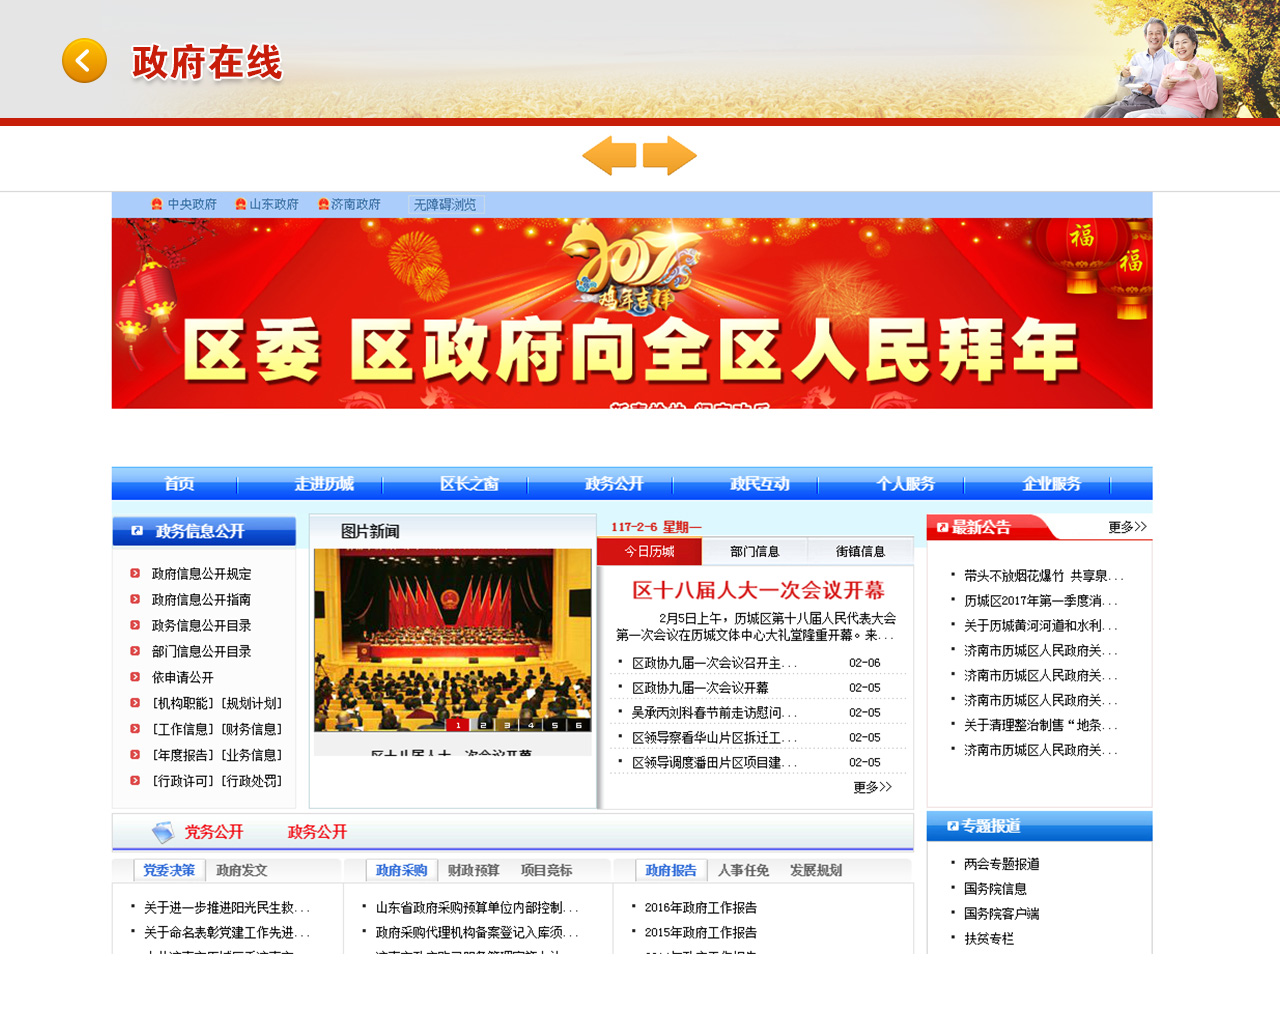 政府在线
中央政府 山东政府 济南政府 无障碍浏览
2017
鸡年吉祥
福
福
区委 区政府向全区人民拜年
首页 走进历城 区长之窗 政务公开 政民互动 个人服务 企业服务
政务信息公开
政府信息公开规定
政府信息公开指南
政务信息公开目录
部门信息公开目录
依申请公开
[机构职能] [规划计划]
[工作信息] [财务信息]
[年度报告] [业务信息]
[行政许可] [行政处罚]
图片新闻
1 2 3 4 5 6
区十八届人大一次会议开幕
117-2-6 星期一
今日历城 部门信息 街镇信息
区十八届人大一次会议开幕
2月5日上午，历城区第十八届人民代表大会
第一次会议在历城文体中心大礼堂隆重开幕。来...
区政协九届一次会议召开主... 02-06
区政协九届一次会议开幕 02-05
吴承丙刘科春节前走访慰问... 02-05
区领导察看华山片区拆迁工... 02-05
区领导调度潘田片区项目建... 02-05
更多>>
最新公告 更多>>
带头不放烟花爆竹 共享泉...
历城区2017年第一季度消...
关于历城黄河河道和水利...
济南市历城区人民政府关...
济南市历城区人民政府关...
济南市历城区人民政府关...
关于清理整治制售“地条...
济南市历城区人民政府关...
党务公开 政务公开
党委决策 政府发文
关于进一步推进阳光民生救...
关于命名表彰党建工作先进...
政府采购 财政预算 项目竞标
山东省政府采购预算单位内部控制...
政府采购代理机构备案登记入库须...
政府报告 人事任免 发展规划
2016年政府工作报告
2015年政府工作报告
专题报道
两会专题报道
国务院信息
国务院客户端
扶贫专栏